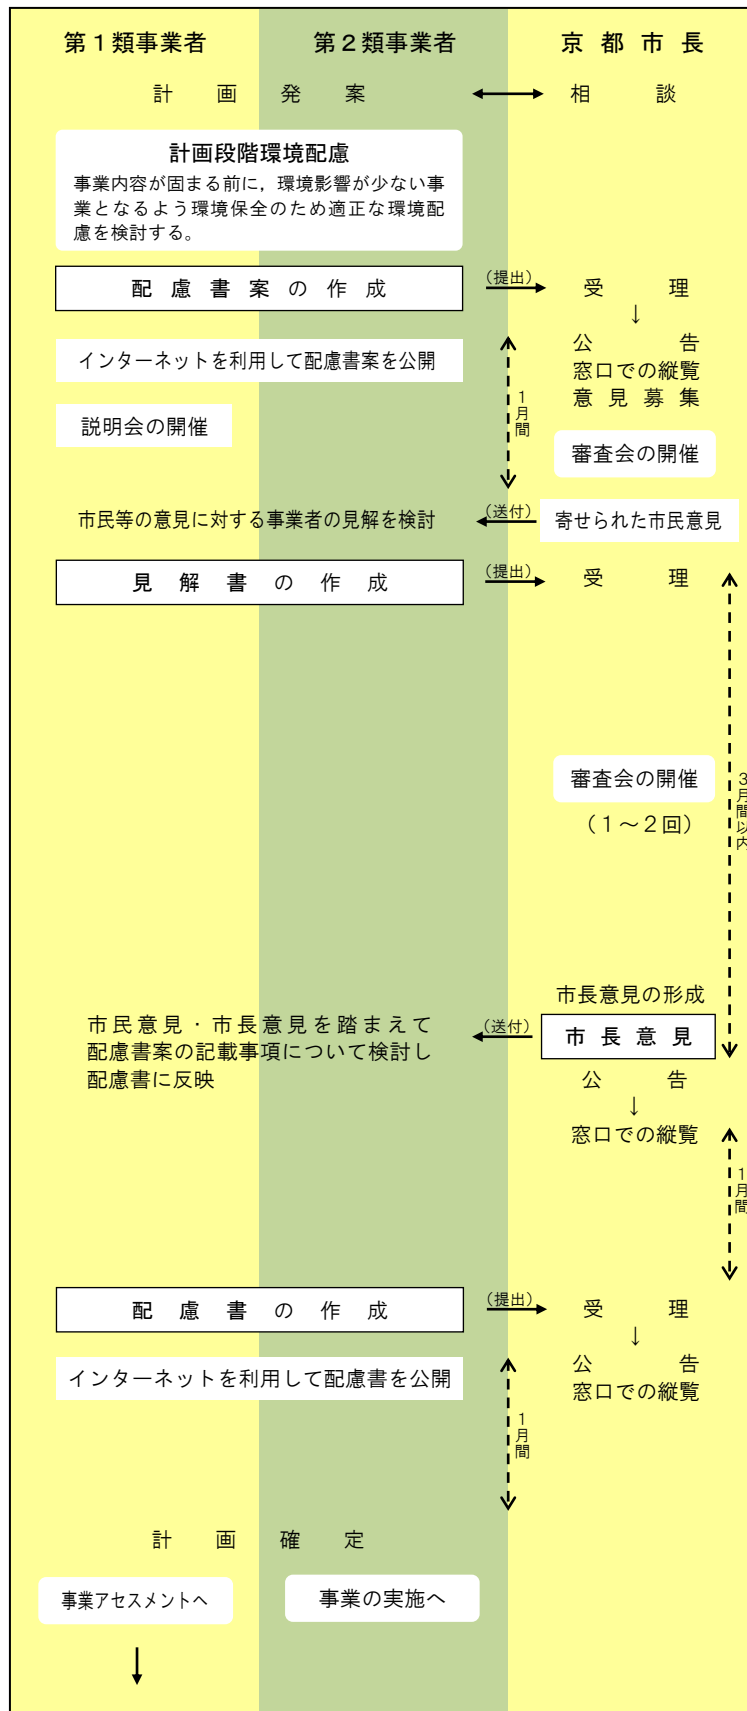 第１類事業者 第２類事業者 京都市長
計画発案 相談
計画段階環境配慮
事業内容が固まる前に，環境影響が少ない事
業となるよう環境保全のため適正な環境配
慮を検討する。
配慮書案の作成 （提出） 受理
↓
インターネットを利用して配慮書案を公開
説明会の開催
1月間
公告
窓口での縦覧
意見募集
審査会の開催
市民等の意見に対する事業者の見解を検討 （送付） 寄せられた市民意見
見解書の作成 （提出） 受理
審査会の開催
（１～２回）
3月間以内
市長意見の形成
市民意見・市長意見を踏まえて
配慮書案の記載事項について検討し
配慮書に反映
（送付） 市長意見
公告
↓
窓口での縦覧
1月間
配慮書の作成 （提出） 受理
↓
インターネットを利用して配慮書を公開
1月間
公告
窓口での縦覧
計画確定
事業アセスメントへ 事業の実施へ